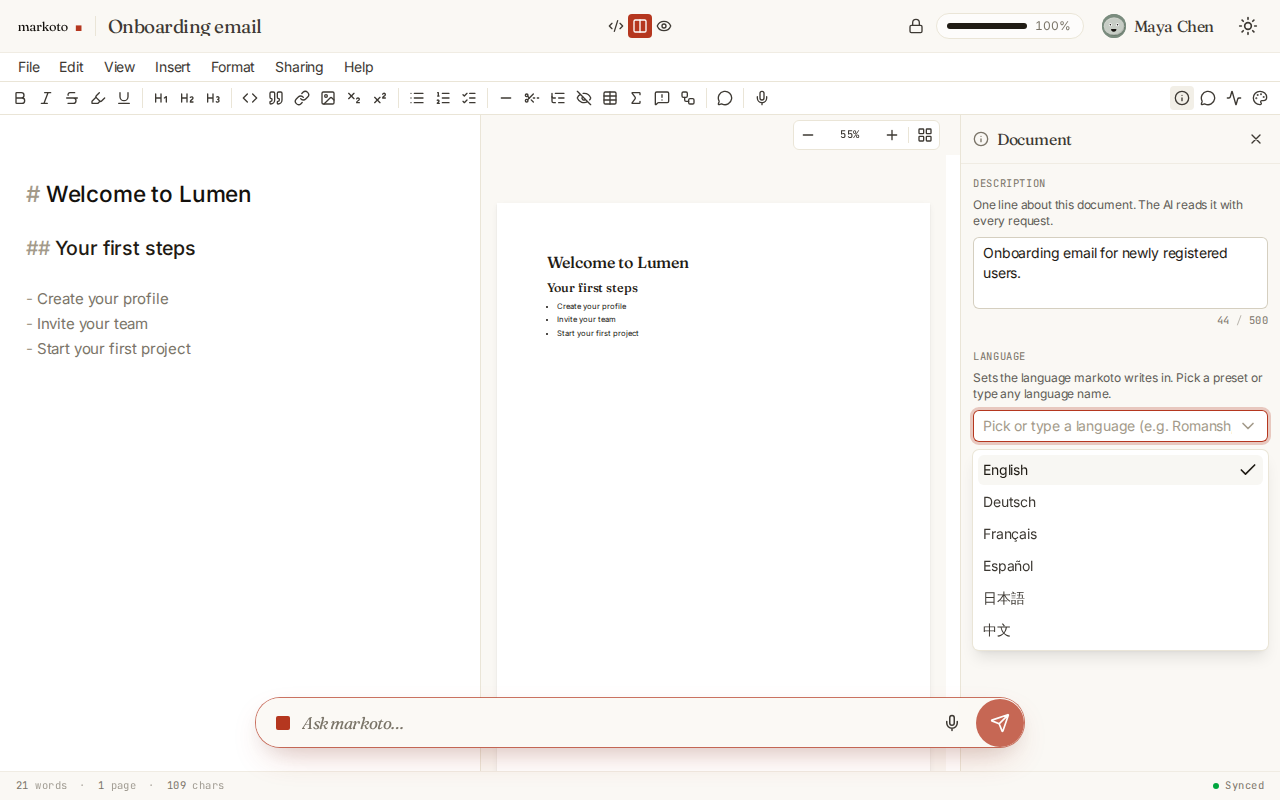 markoto
Onboarding email
100%
Maya Chen
File Edit View Insert Format Sharing Help
H1 H2 H3
55%
# Welcome to Lumen
## Your first steps
- Create your profile
- Invite your team
- Start your first project
Welcome to Lumen
Your first steps
• Create your profile
• Invite your team
• Start your first project
Document
DESCRIPTION
One line about this document. The AI reads it with
every request.
Onboarding email for newly registered
users.
44 / 500
LANGUAGE
Sets the language markoto writes in. Pick a preset or
type any language name.
Pick or type a language (e.g. Romansh
English
Deutsch
Français
Español
日本語
中文
Ask markoto...
21 words · 1 page · 109 chars
Synced